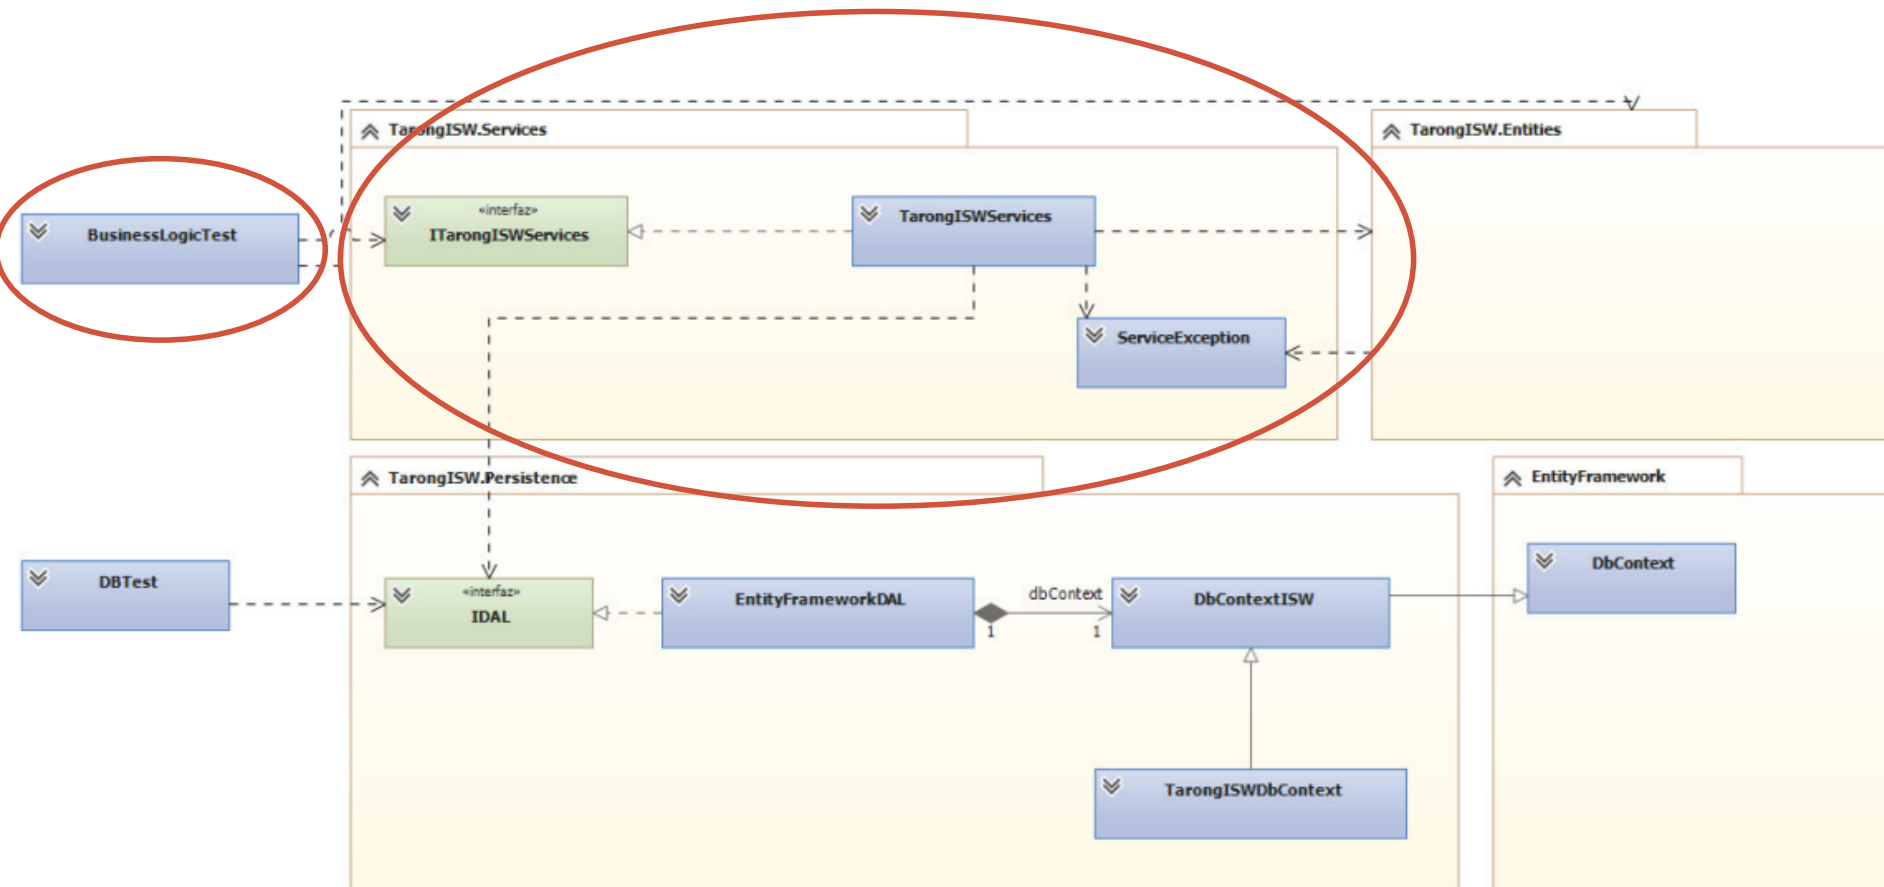 TarongISW.Services
TarongISW.Entities
«interfaz»
ITarongISWServices
TarongISWServices
BusinessLogicTest
ServiceException
TarongISW.Persistence
EntityFramework
DBTest
«interfaz»
IDAL
EntityFrameworkDAL
dbContext
1
1
DbContextISW
DbContext
TarongISWDbContext